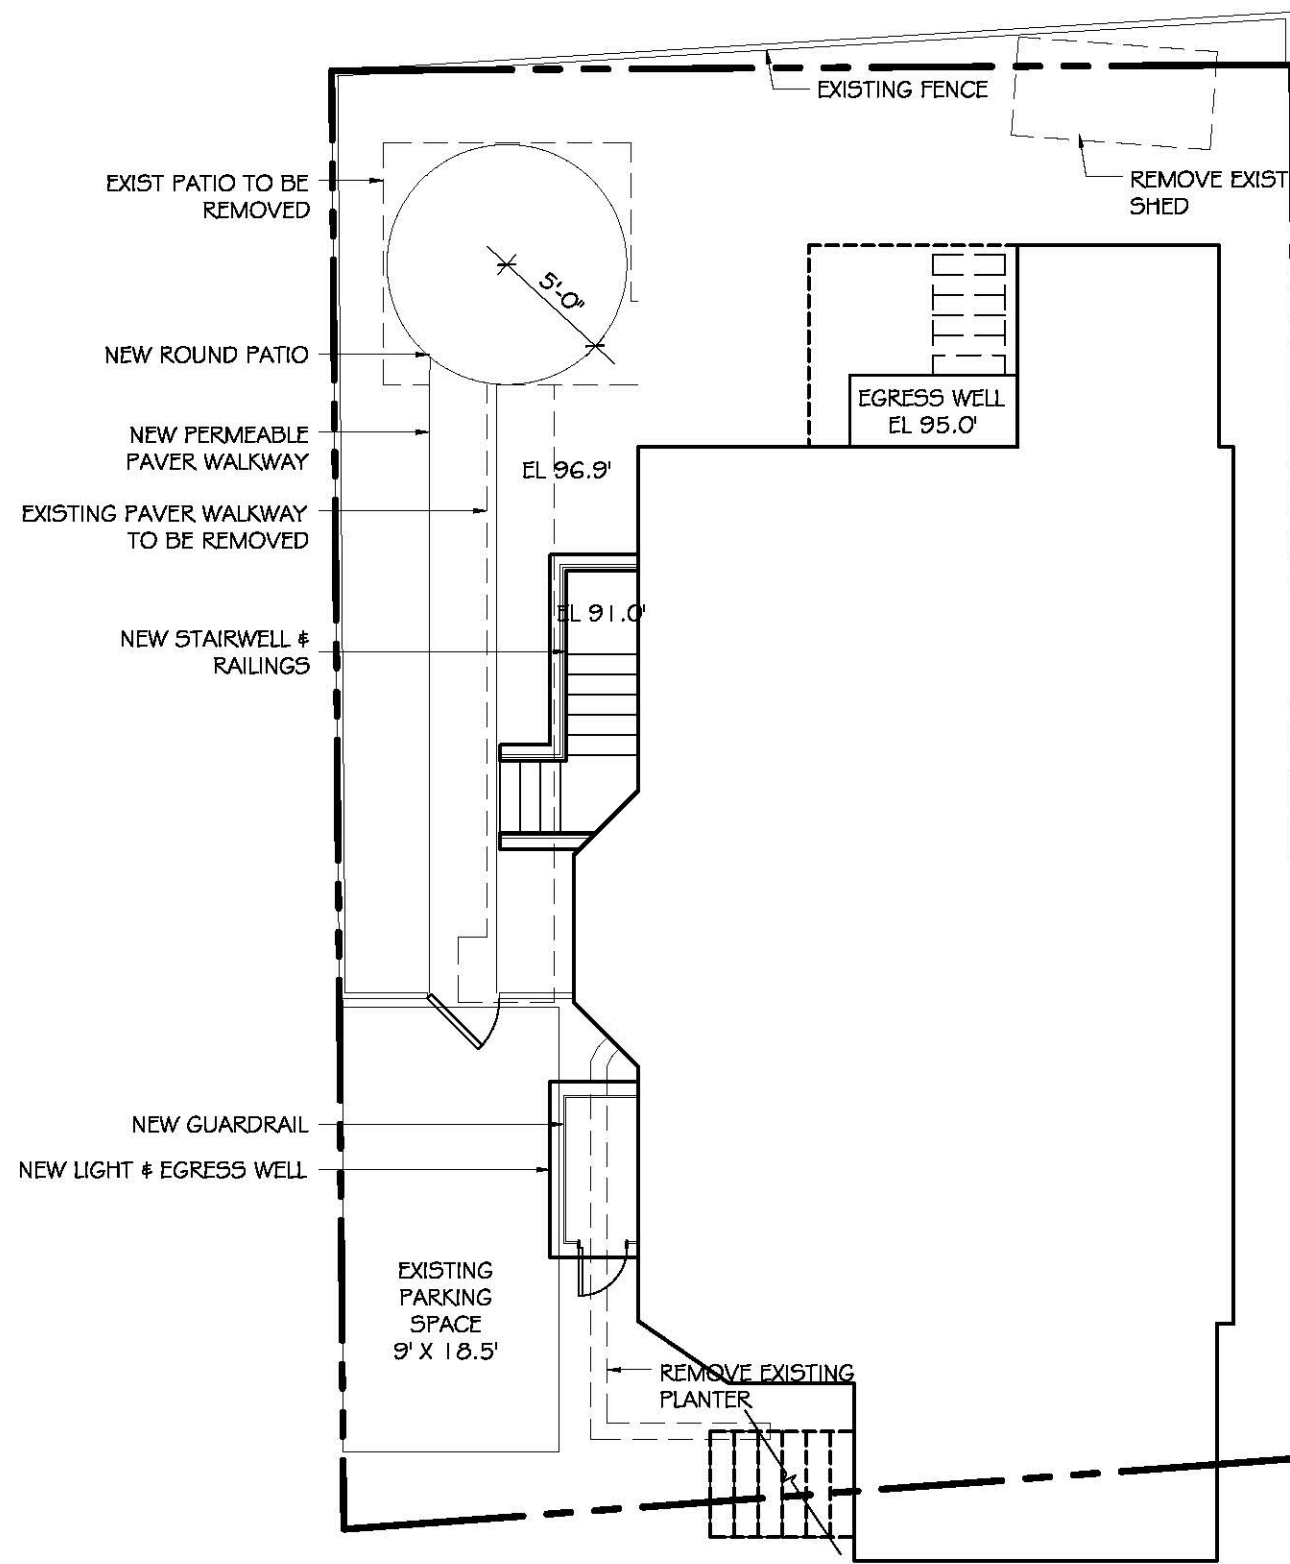 EXISTING FENCE
EXIST PATIO TO BE
REMOVED
REMOVE EXIST
SHED
5'-0"
NEW ROUND PATIO
EGRESS WELL
EL 95.0'
NEW PERMEABLE
PAVER WALKWAY
EL 96.9'
EXISTING PAVER WALKWAY
TO BE REMOVED
EL 91.0'
NEW STAIRWELL &
RAILINGS
NEW GUARDRAIL
NEW LIGHT & EGRESS WELL
EXISTING
PARKING
SPACE
9' X 18.5'
REMOVE EXISTING
PLANTER